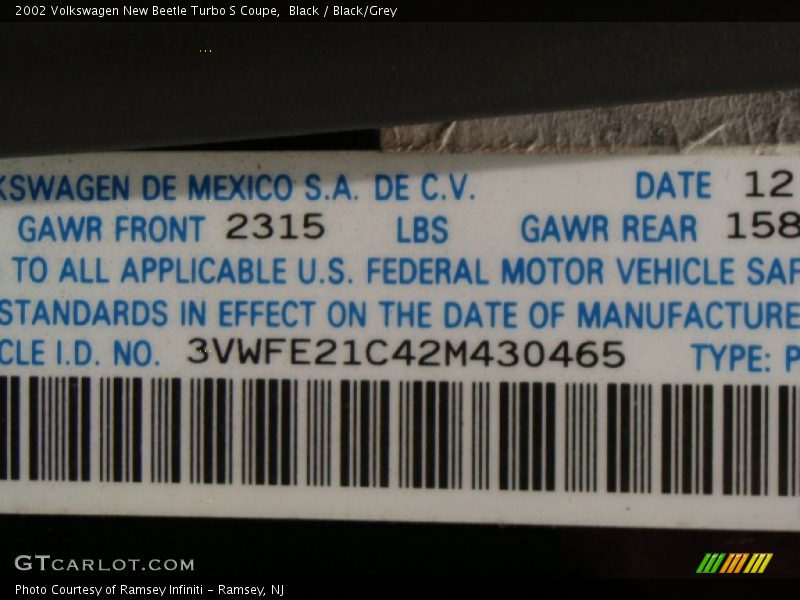 2002 Volkswagen New Beetle Turbo S Coupe, Black / Black/Grey
KSWAGEN DE MEXICO S.A. DE C.V. DATE 12
GAWR FRONT 2315 LBS GAWR REAR 158
TO ALL APPLICABLE U.S. FEDERAL MOTOR VEHICLE SAF
STANDARDS IN EFFECT ON THE DATE OF MANUFACTURE
CLE I.D. NO. 3VWFE21C42M430465 TYPE: P
GTCARLOT.COM
Photo Courtesy of Ramsey Infiniti - Ramsey, NJ